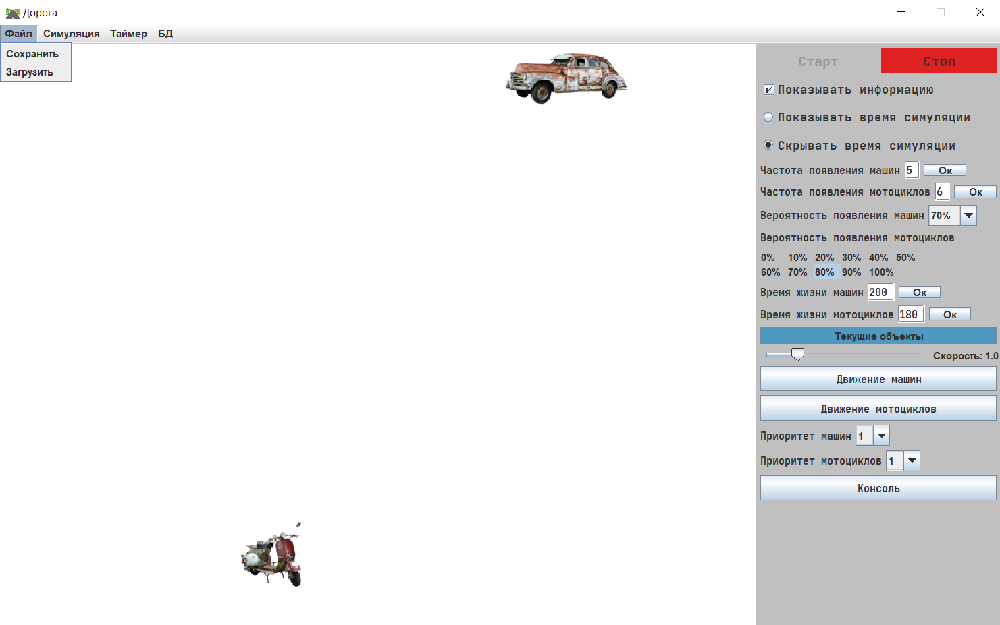 Дорога
Файл Симуляция Таймер БД
Сохранить
Загрузить
Старт Стоп
Показывать информацию
Показывать время симуляции
Скрывать время симуляции
Частота появления машин 5 Ок
Частота появления мотоциклов 6 Ок
Вероятность появления машин 70%
Вероятность появления мотоциклов
0% 10% 20% 30% 40% 50%
60% 70% 80% 90% 100%
Время жизни машин 200 Ок
Время жизни мотоциклов 180 Ок
Текущие объекты
Скорость: 1.0
Движение машин
Движение мотоциклов
Приоритет машин 1
Приоритет мотоциклов 1
Консоль